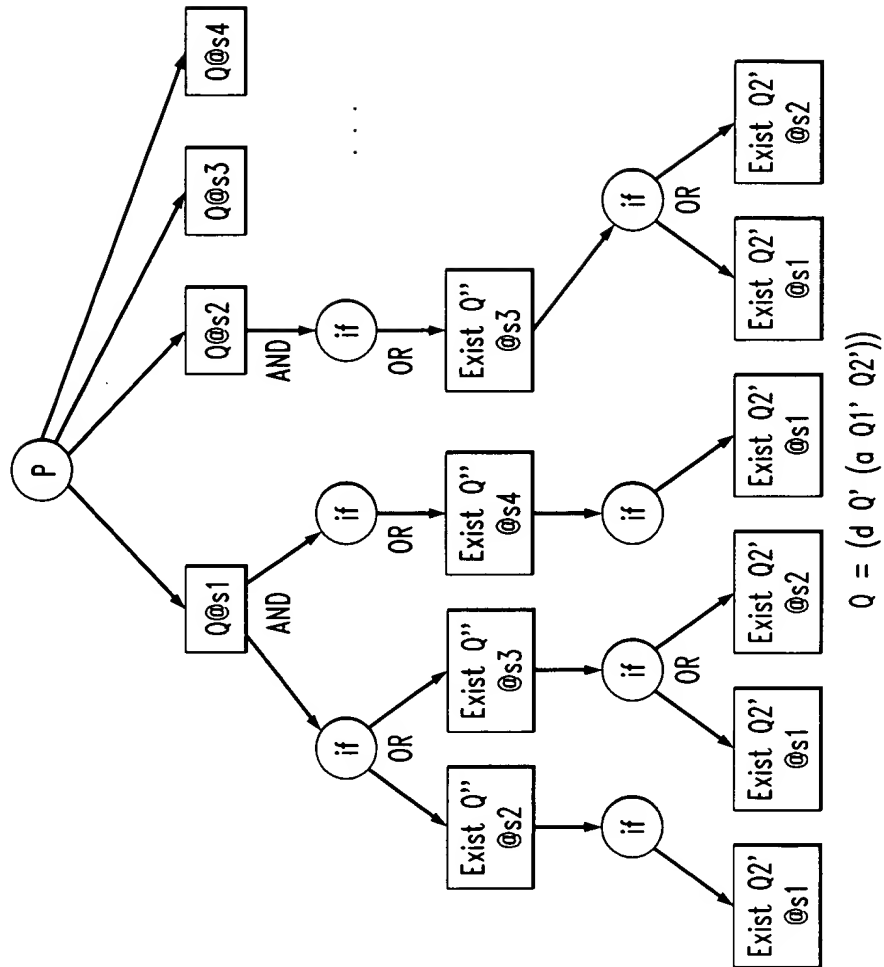 P
Q@s1
Q@s2
Q@s3
Q@s4
AND
AND
if
if
if
. . .
OR
OR
OR
Exist Q"
@s2
Exist Q"
@s3
Exist Q"
@s4
Exist Q"
@s3
if
if
if
if
OR
OR
Exist Q2'
@s1
Exist Q2'
@s1
Exist Q2'
@s2
Exist Q2'
@s1
Exist Q2'
@s1
Exist Q2'
@s2
Q = (d Q' (a Q1' Q2'))